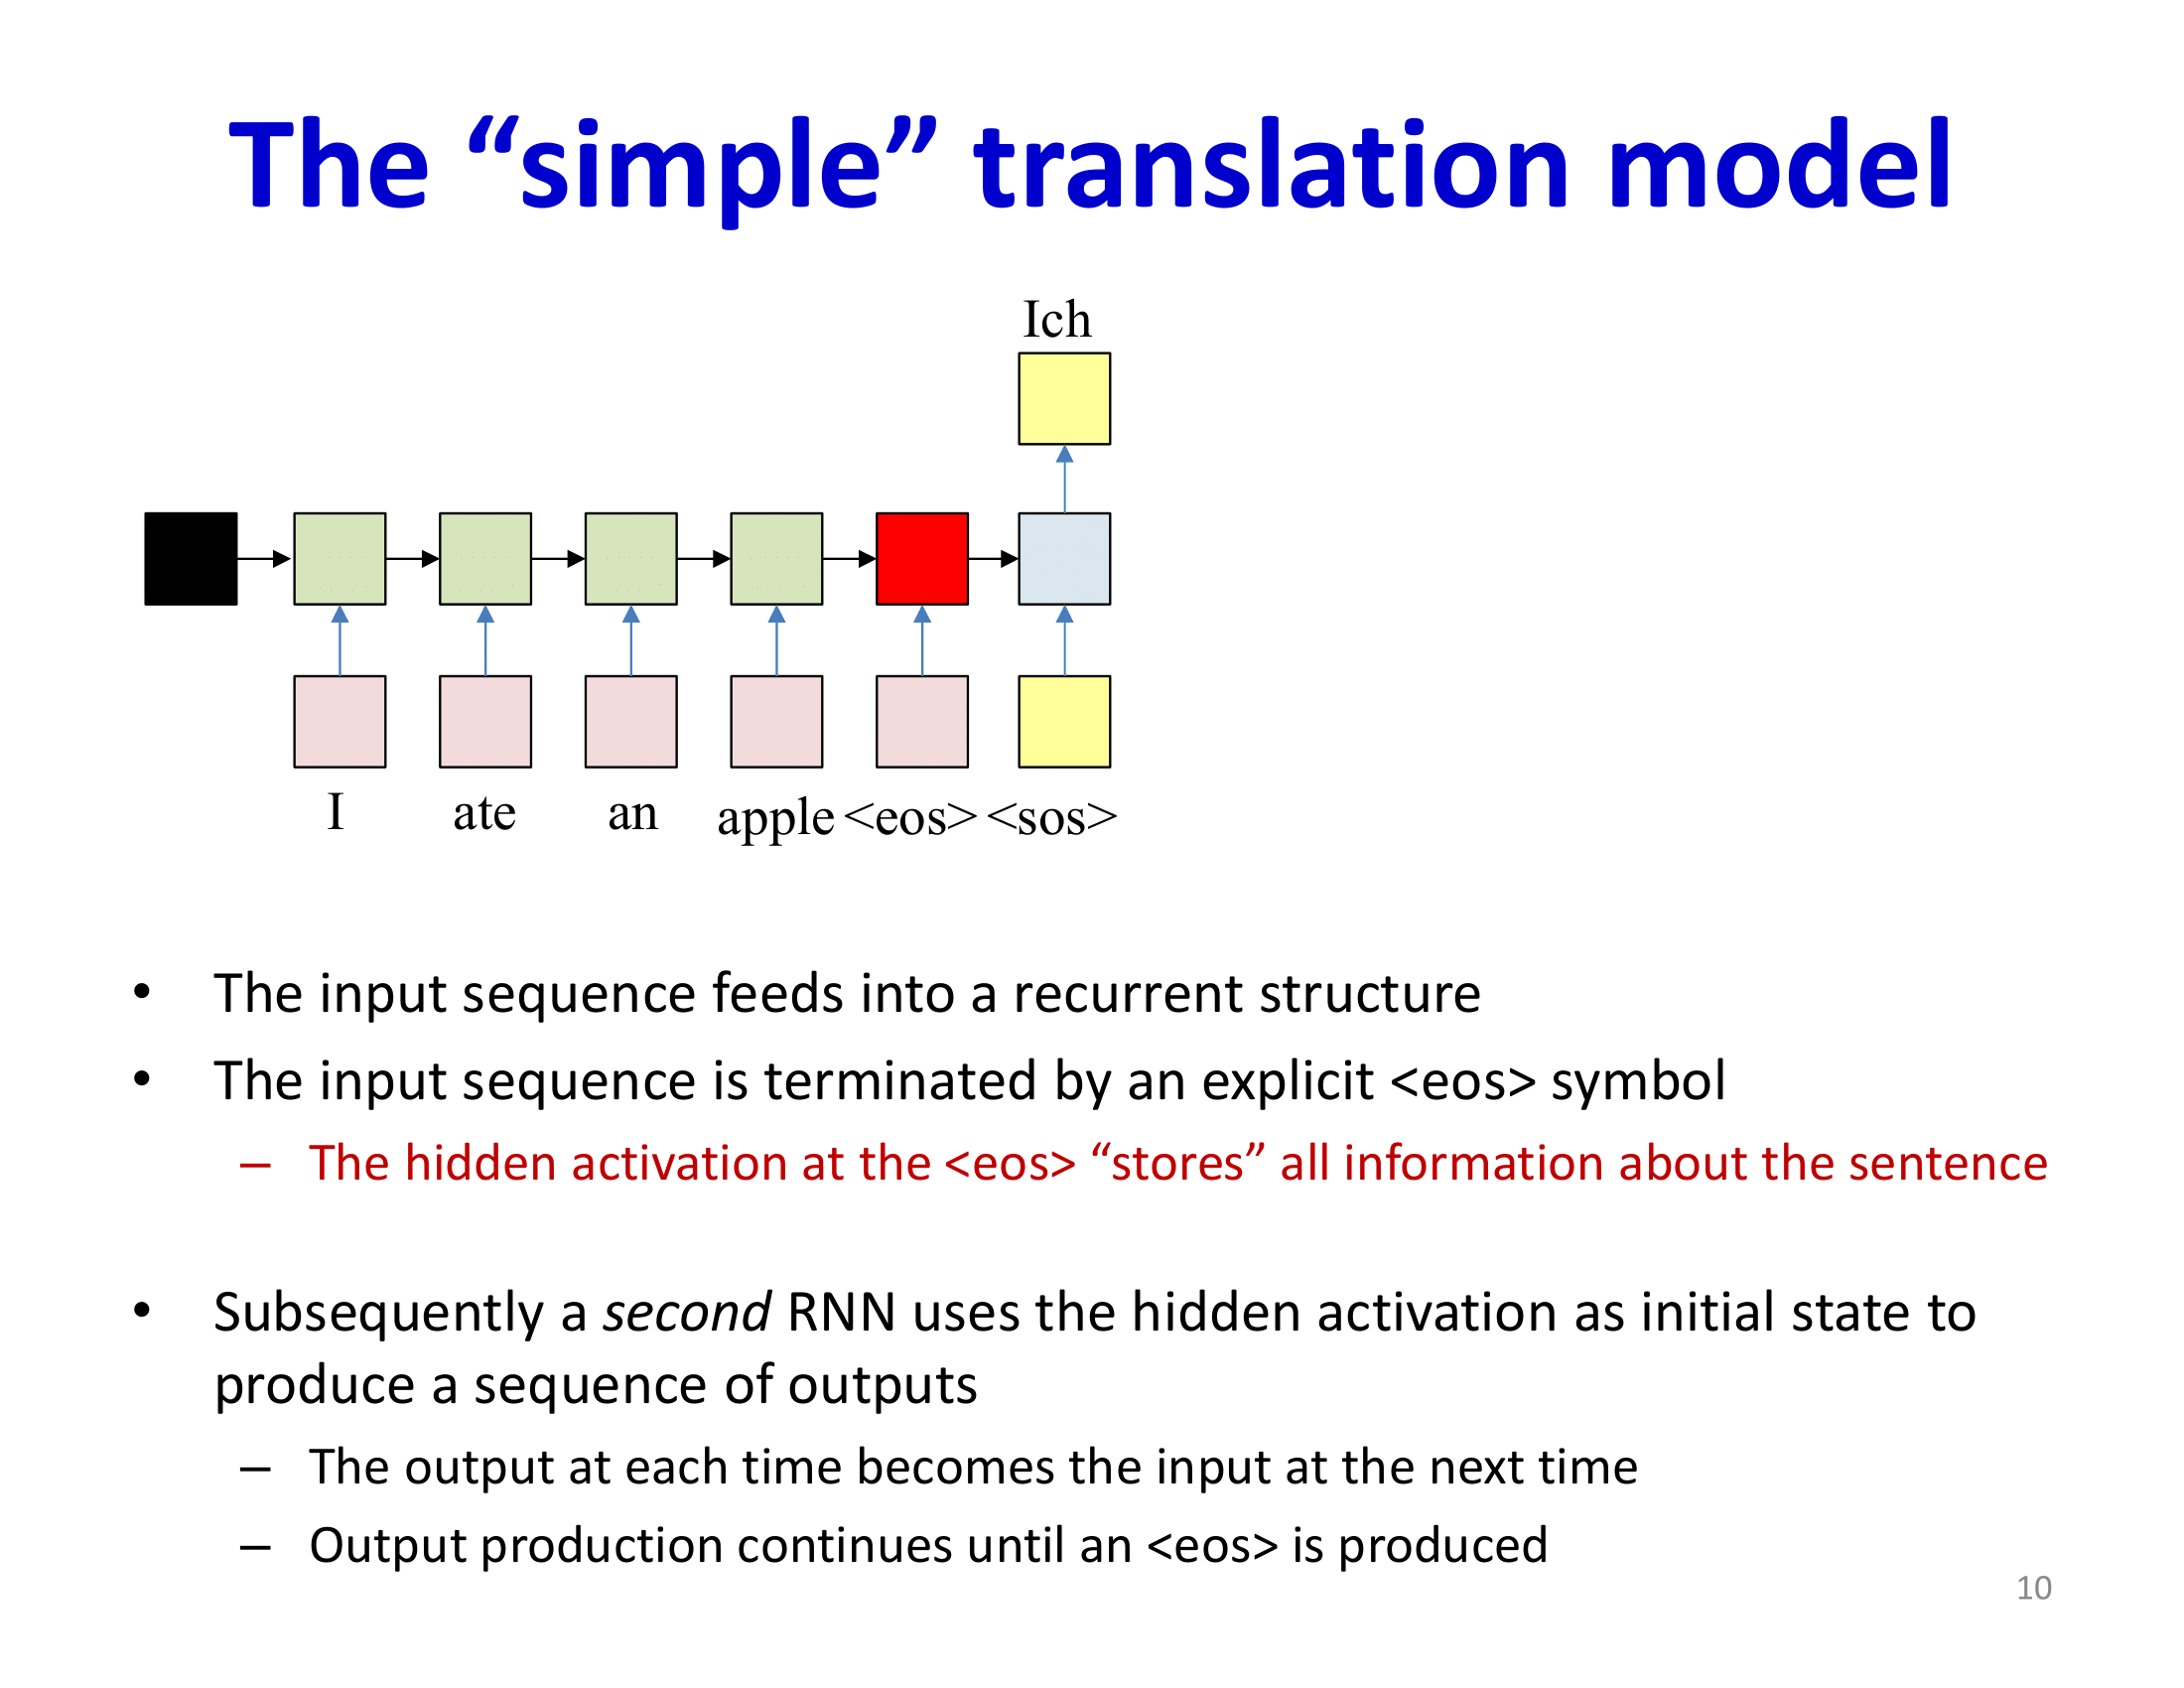 The “simple” translation model
Ich
I ate an apple <eos> <sos>
• The input sequence feeds into a recurrent structure
• The input sequence is terminated by an explicit <eos> symbol
– The hidden activation at the <eos> “stores” all information about the sentence
• Subsequently a second RNN uses the hidden activation as initial state to
produce a sequence of outputs
– The output at each time becomes the input at the next time
– Output production continues until an <eos> is produced
10